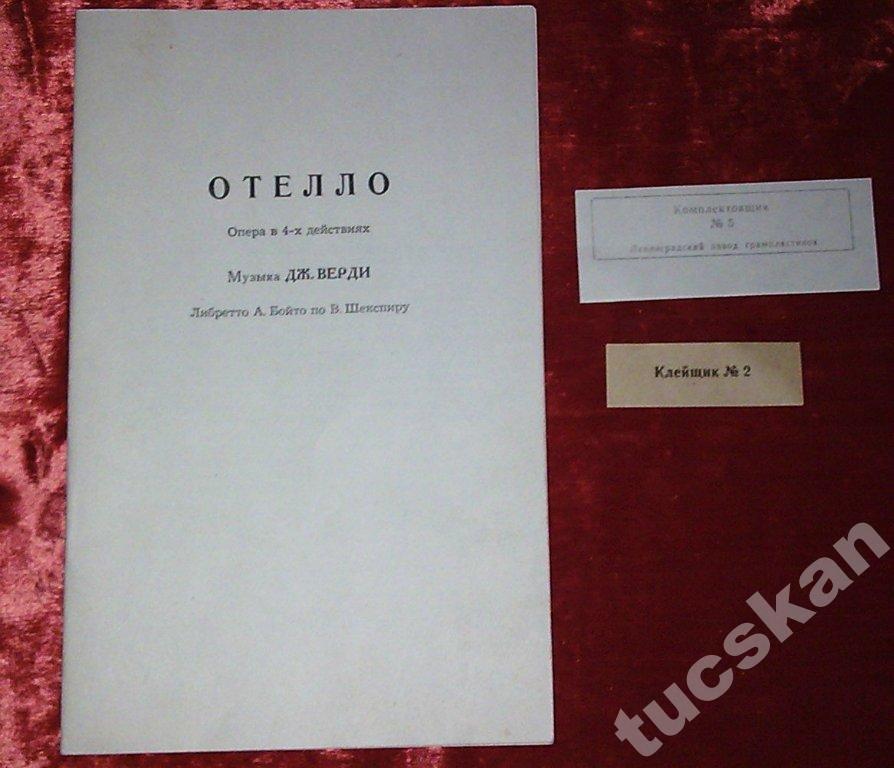 ОТЕЛЛО
Опера в 4-х действиях
Музыка ДЖ. ВЕРДИ
Либретто А. Бойто по В. Шекспиру
Комплектовщик
№ 5
Ленинградский завод грампластинок
Клейщик № 2
tucskan